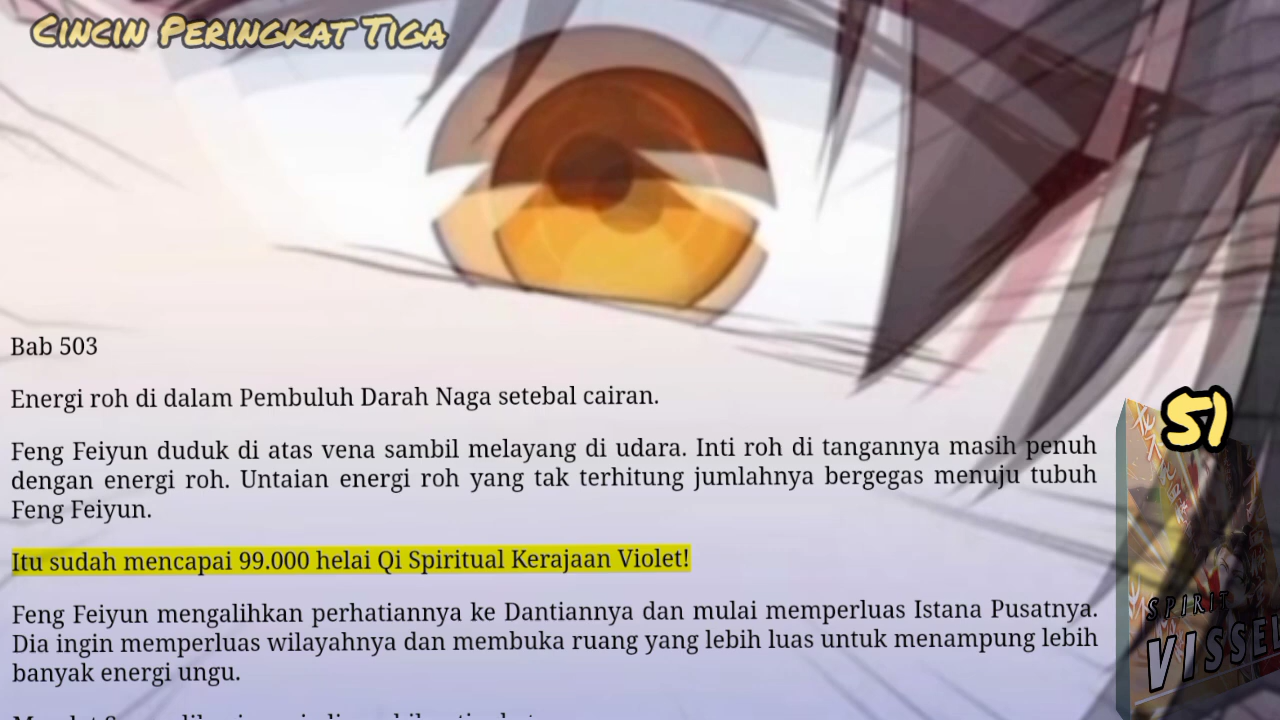 Cincin Peringkat Tiga
Bab 503
Energi roh di dalam Pembuluh Darah Naga setebal cairan.
Feng Feiyun duduk di atas vena sambil melayang di udara. Inti roh di tangannya masih penuh
dengan energi roh. Untaian energi roh yang tak terhitung jumlahnya bergegas menuju tubuh
Feng Feiyun.
Itu sudah mencapai 99.000 helai Qi Spiritual Kerajaan Violet!
Feng Feiyun mengalihkan perhatiannya ke Dantiannya dan mulai memperluas Istana Pusatnya.
Dia ingin memperluas wilayahnya dan membuka ruang yang lebih luas untuk menampung lebih
banyak energi ungu.
51
SPIRIT
VISSEL